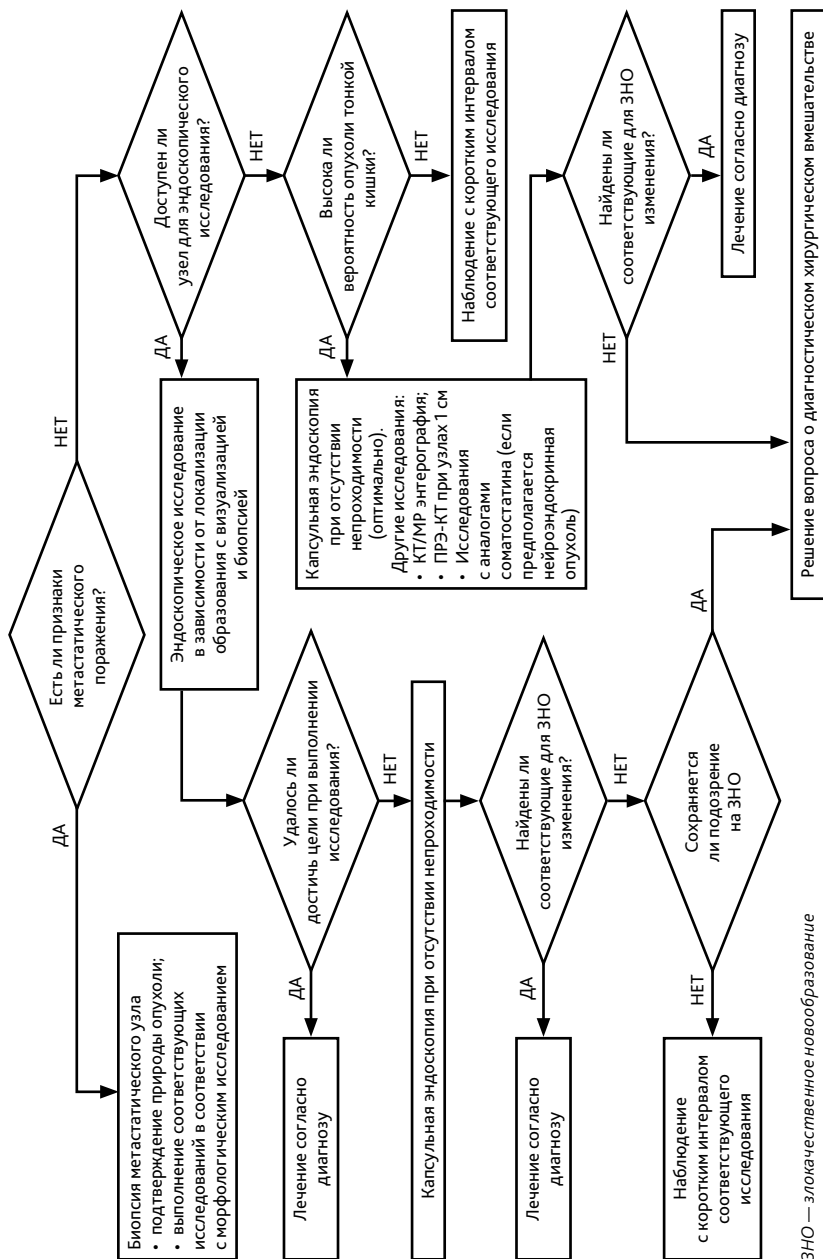 Есть ли признаки
метастатического
поражения?
ДА
НЕТ
Биопсия метастатического узла
• подтверждение природы опухоли;
• выполнение соответствующих
исследований в соответствии
с морфологическим исследованием
Эндоскопическое исследование
в зависимости от локализации
образования с визуализацией
и биопсией
ДА
Доступен ли
узел для эндоскопического
исследования?
НЕТ
Удалось ли
достичь цели при выполнении
исследования?
ДА
НЕТ
Лечение согласно
диагнозу
Высока ли
вероятность опухоли тонкой
кишки?
ДА
НЕТ
Капсульная эндоскопия
при отсутствии
непроходимости
(оптимально).
Другие исследования:
• КТ/МР энтерография;
• ПРЭ-КТ при узлах 1 см
• Исследования
с аналогами
соматостатина (если
предполагается
нейроэндокринная
опухоль)
Наблюдение с коротким интервалом
соответствующего исследования
Капсульная эндоскопия при отсутствии непроходимости
Найдены ли
соответствующие для ЗНО
изменения?
ДА
НЕТ
Лечение согласно
диагнозу
Найдены ли
соответствующие для ЗНО
изменения?
НЕТ
ДА
Лечение согласно диагнозу
Сохраняется
ли подозрение
на ЗНО
НЕТ
ДА
Наблюдение
с коротким интервалом
соответствующего
исследования
Решение вопроса о диагностическом хирургическом вмешательстве
ЗНО — злокачественное новообразование